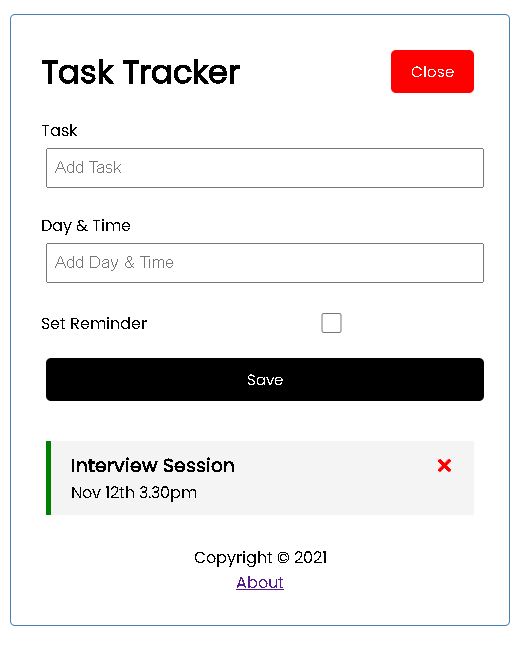 Task Tracker
Close
Task
Add Task
Day & Time
Add Day & Time
Set Reminder
Save
Interview Session
Nov 12th 3.30pm
Copyright © 2021
About